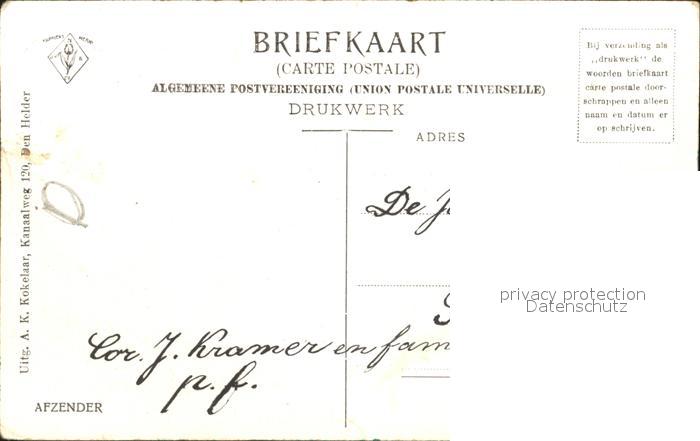 BRIEFKAART
(CARTE POSTALE)
ALGEMEENE POSTVEREENIGING (UNION POSTALE UNIVERSELLE)
DRUKWERK
Bij verzending als
„drukwerk" de
woorden briefkaart
carte postale door-
schrappen en alleen
naam en datum er
op schrijven.
ADRES
Uitg. A. K. Kokelaar, Kanaalweg 120, Den Helder
De
privacy protection
Datenschutz
Cor. J. Kramer en fam
p. f.
AFZENDER